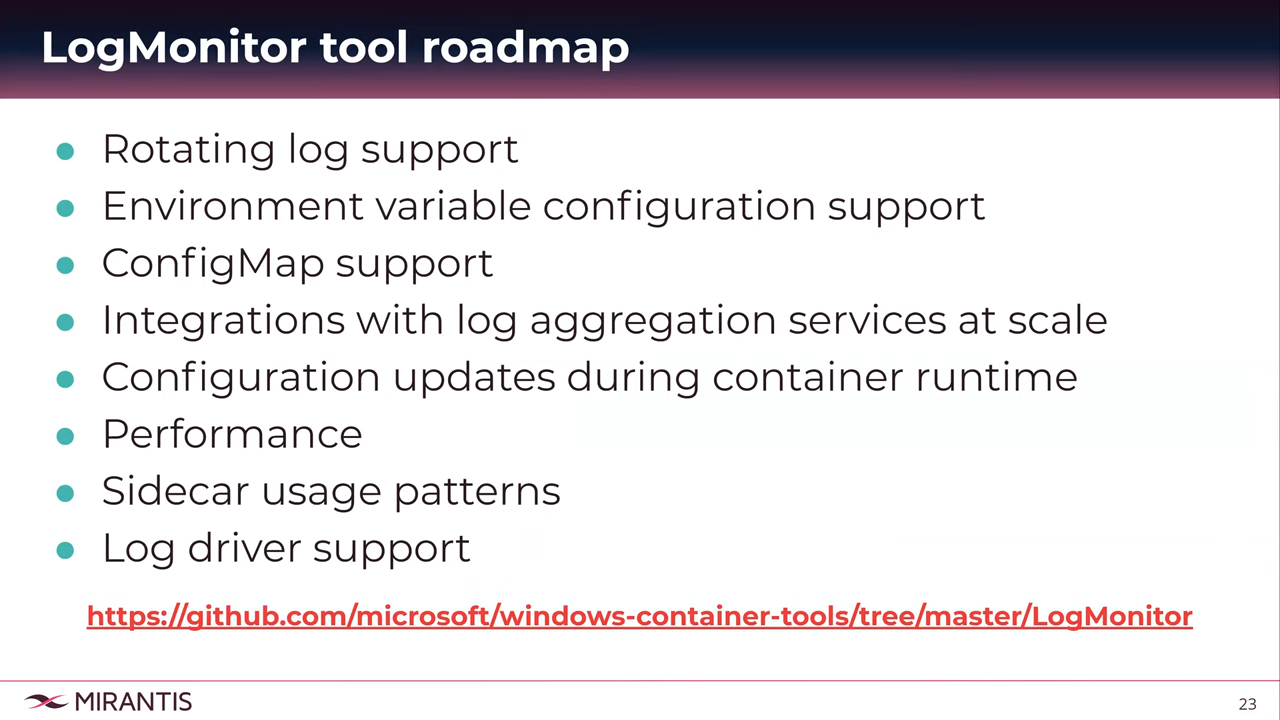 LogMonitor tool roadmap
● Rotating log support
● Environment variable configuration support
● ConfigMap support
● Integrations with log aggregation services at scale
● Configuration updates during container runtime
● Performance
● Sidecar usage patterns
● Log driver support
https://github.com/microsoft/windows-container-tools/tree/master/LogMonitor
MIRANTIS
23